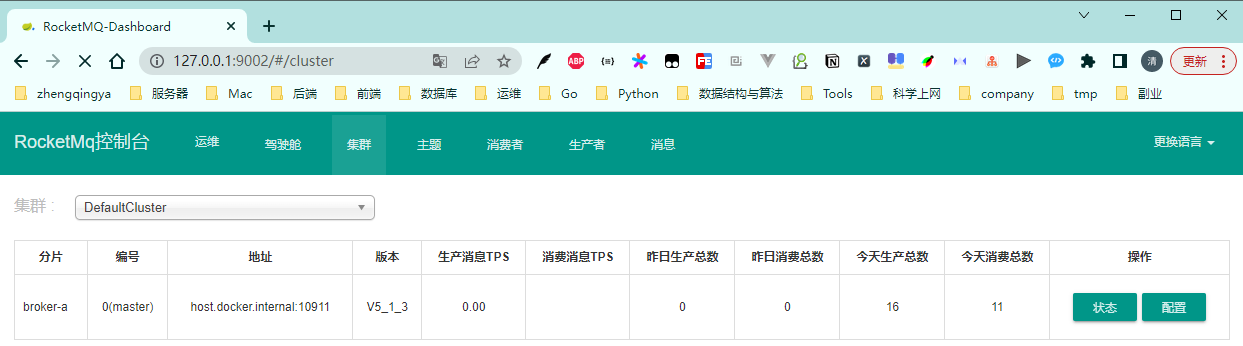 RocketMQ-Dashboard
127.0.0.1:9002/#/cluster ABP {≡} FE N X 清 更新
zhengqingya 服务器 Mac 后端 前端 数据库 运维 Go Python 数据结构与算法 Tools 科学上网 company tmp 副业
RocketMq控制台 运维 驾驶舱 集群 主题 消费者 生产者 消息 更换语言
集群： DefaultCluster
分片 编号 地址 版本 生产消息TPS 消费消息TPS 昨日生产总数 昨日消费总数 今天生产总数 今天消费总数 操作
broker-a 0(master) host.docker.internal:10911 V5_1_3 0.00 0 0 16 11 状态 配置